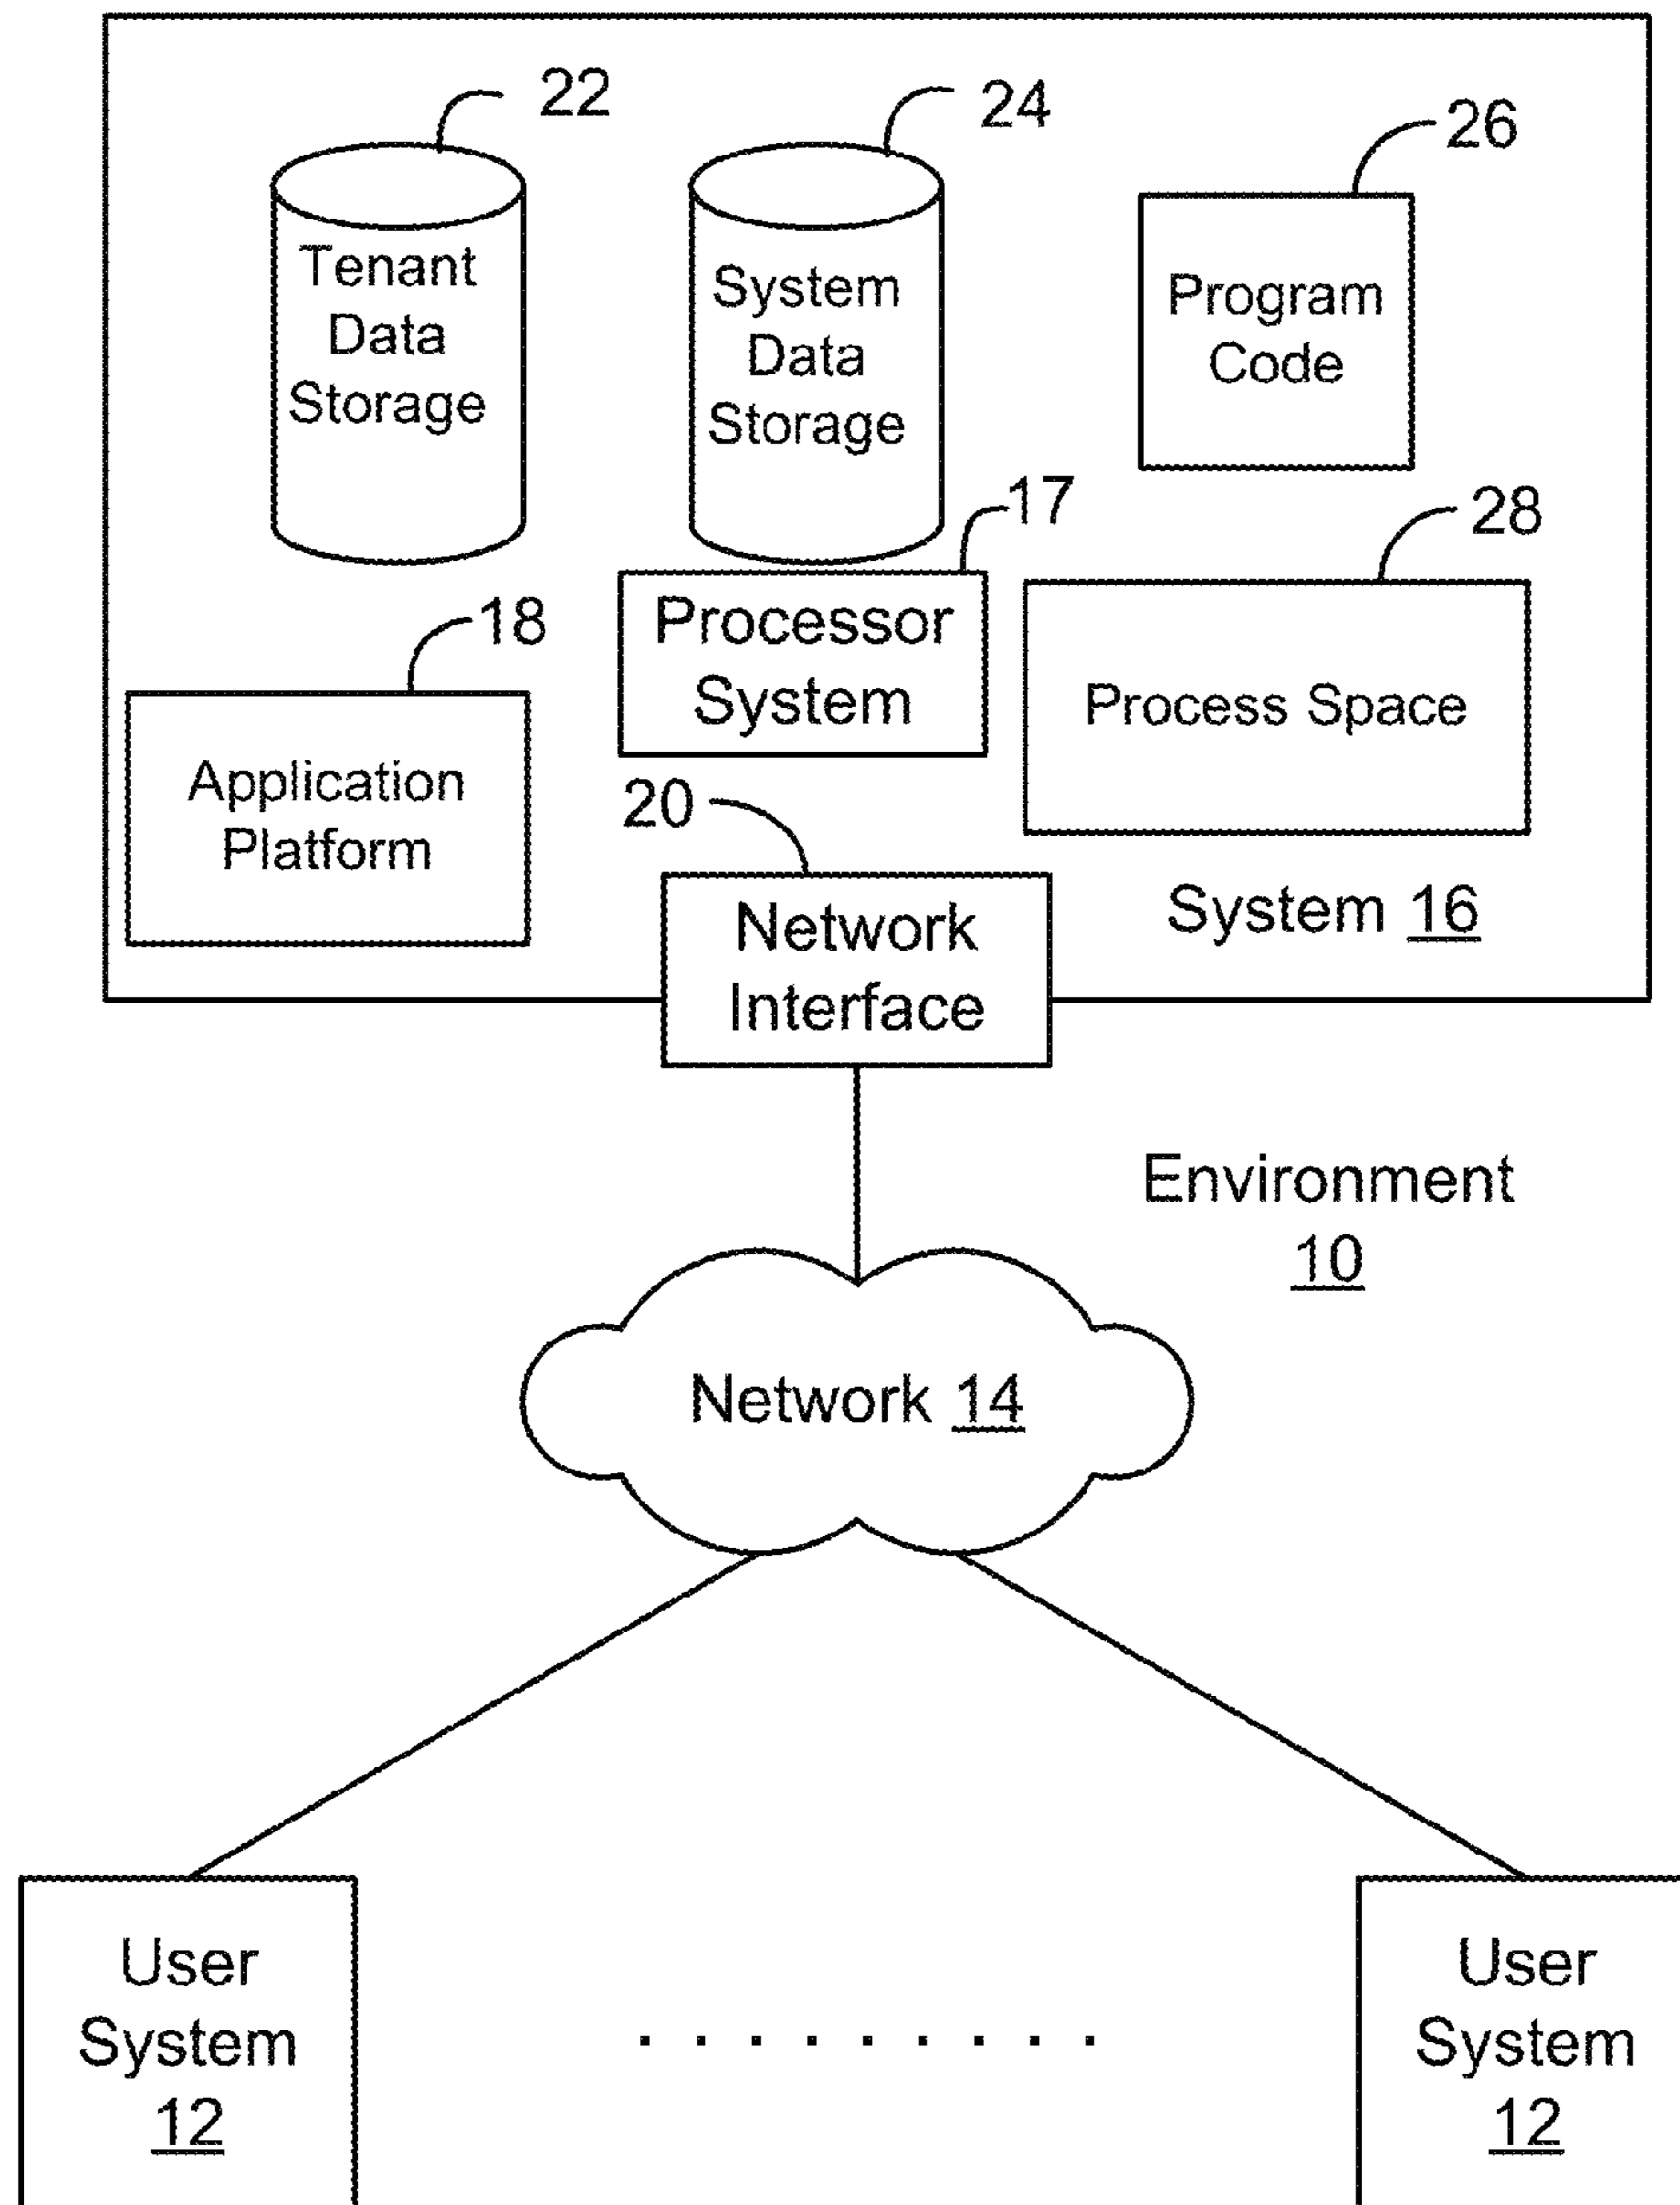 22
24
26
Tenant
Data
Storage
System
Data
Storage
Program
Code
17
28
18
Processor
System
Process Space
Application
Platform
20
Network
Interface
System 16
Environment
10
Network 14
User
System
12
. . . . . . . . .
User
System
12